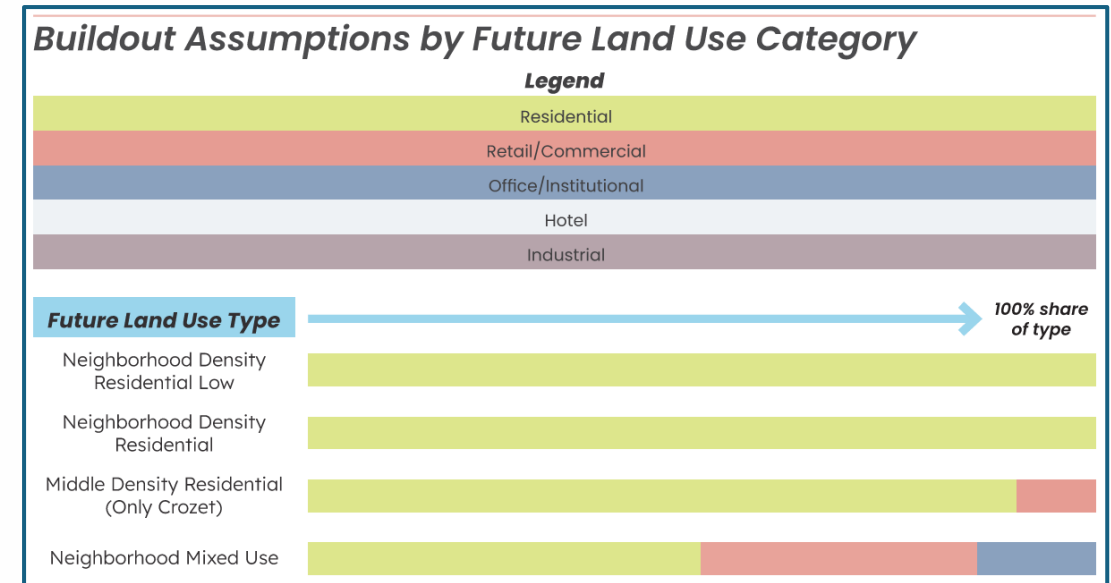 Buildout Assumptions by Future Land Use Category
Legend
Residential
Retail/Commercial
Office/Institutional
Hotel
Industrial
Future Land Use Type
100% share
of type
Neighborhood Density
Residential Low
Neighborhood Density
Residential
Middle Density Residential
(Only Crozet)
Neighborhood Mixed Use